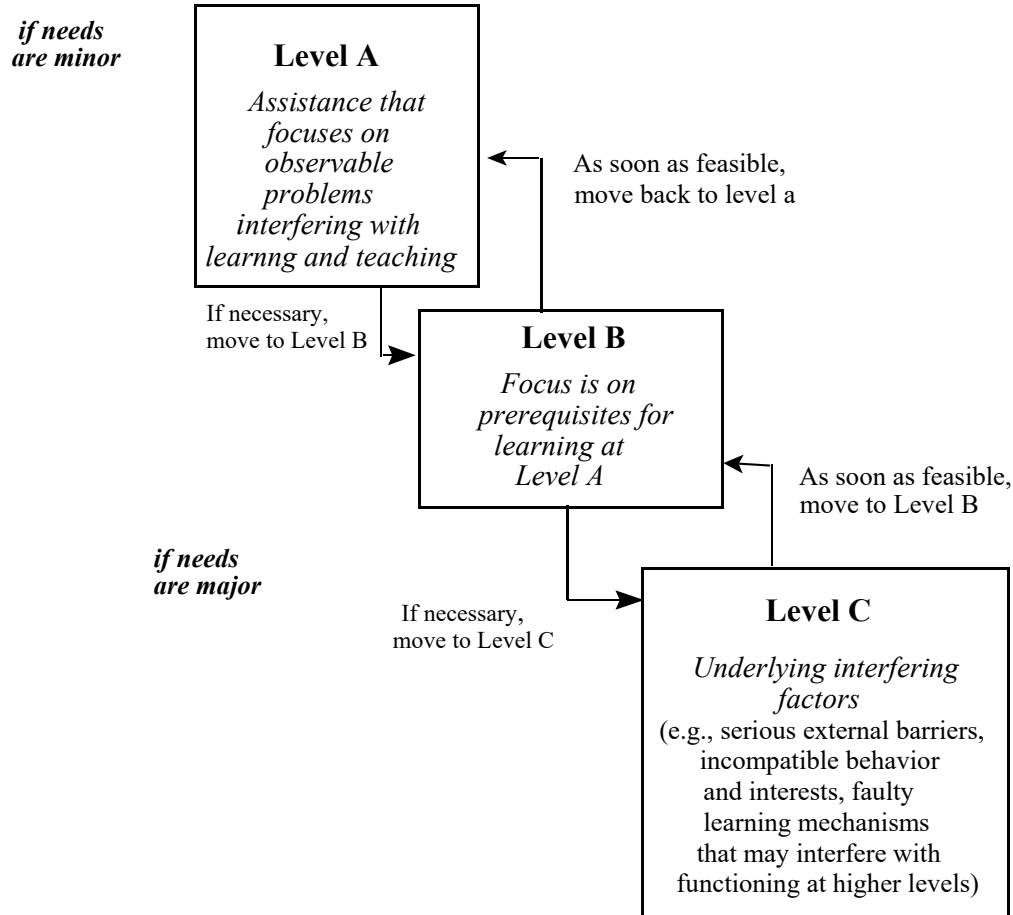 if needs
are minor
Level A
Assistance that
focuses on
observable
problems
interfering with
learnng and teaching
As soon as feasible,
move back to level a
If necessary,
move to Level B
Level B
Focus is on
prerequisites for
learning at
Level A
As soon as feasible,
move to Level B
if needs
are major
If necessary,
move to Level C
Level C
Underlying interfering
factors
(e.g., serious external barriers,
incompatible behavior
and interests, faulty
learning mechanisms
that may interfere with
functioning at higher levels)